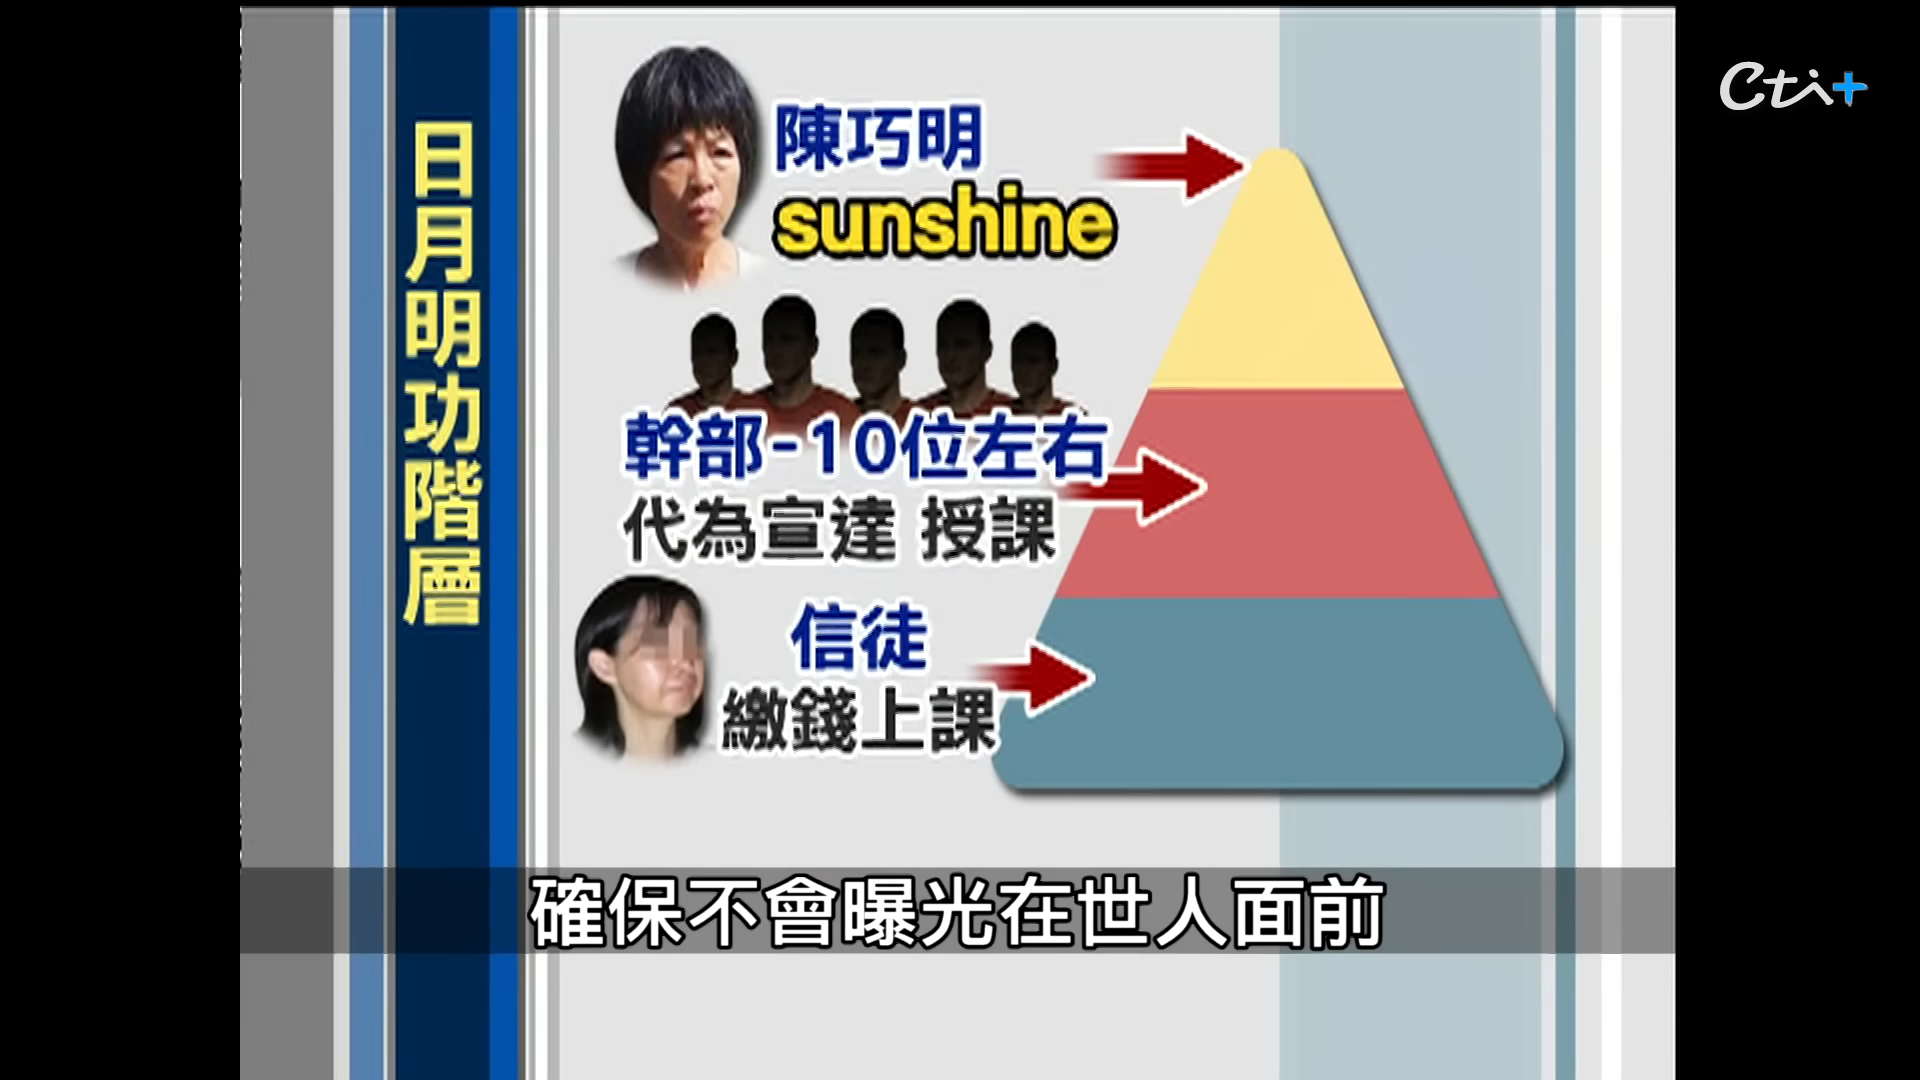 Cti+
日月明功階層
陳巧明
sunshine
幹部-10位左右
代為宣達 授課
信徒
繳錢上課
確保不會曝光在世人面前